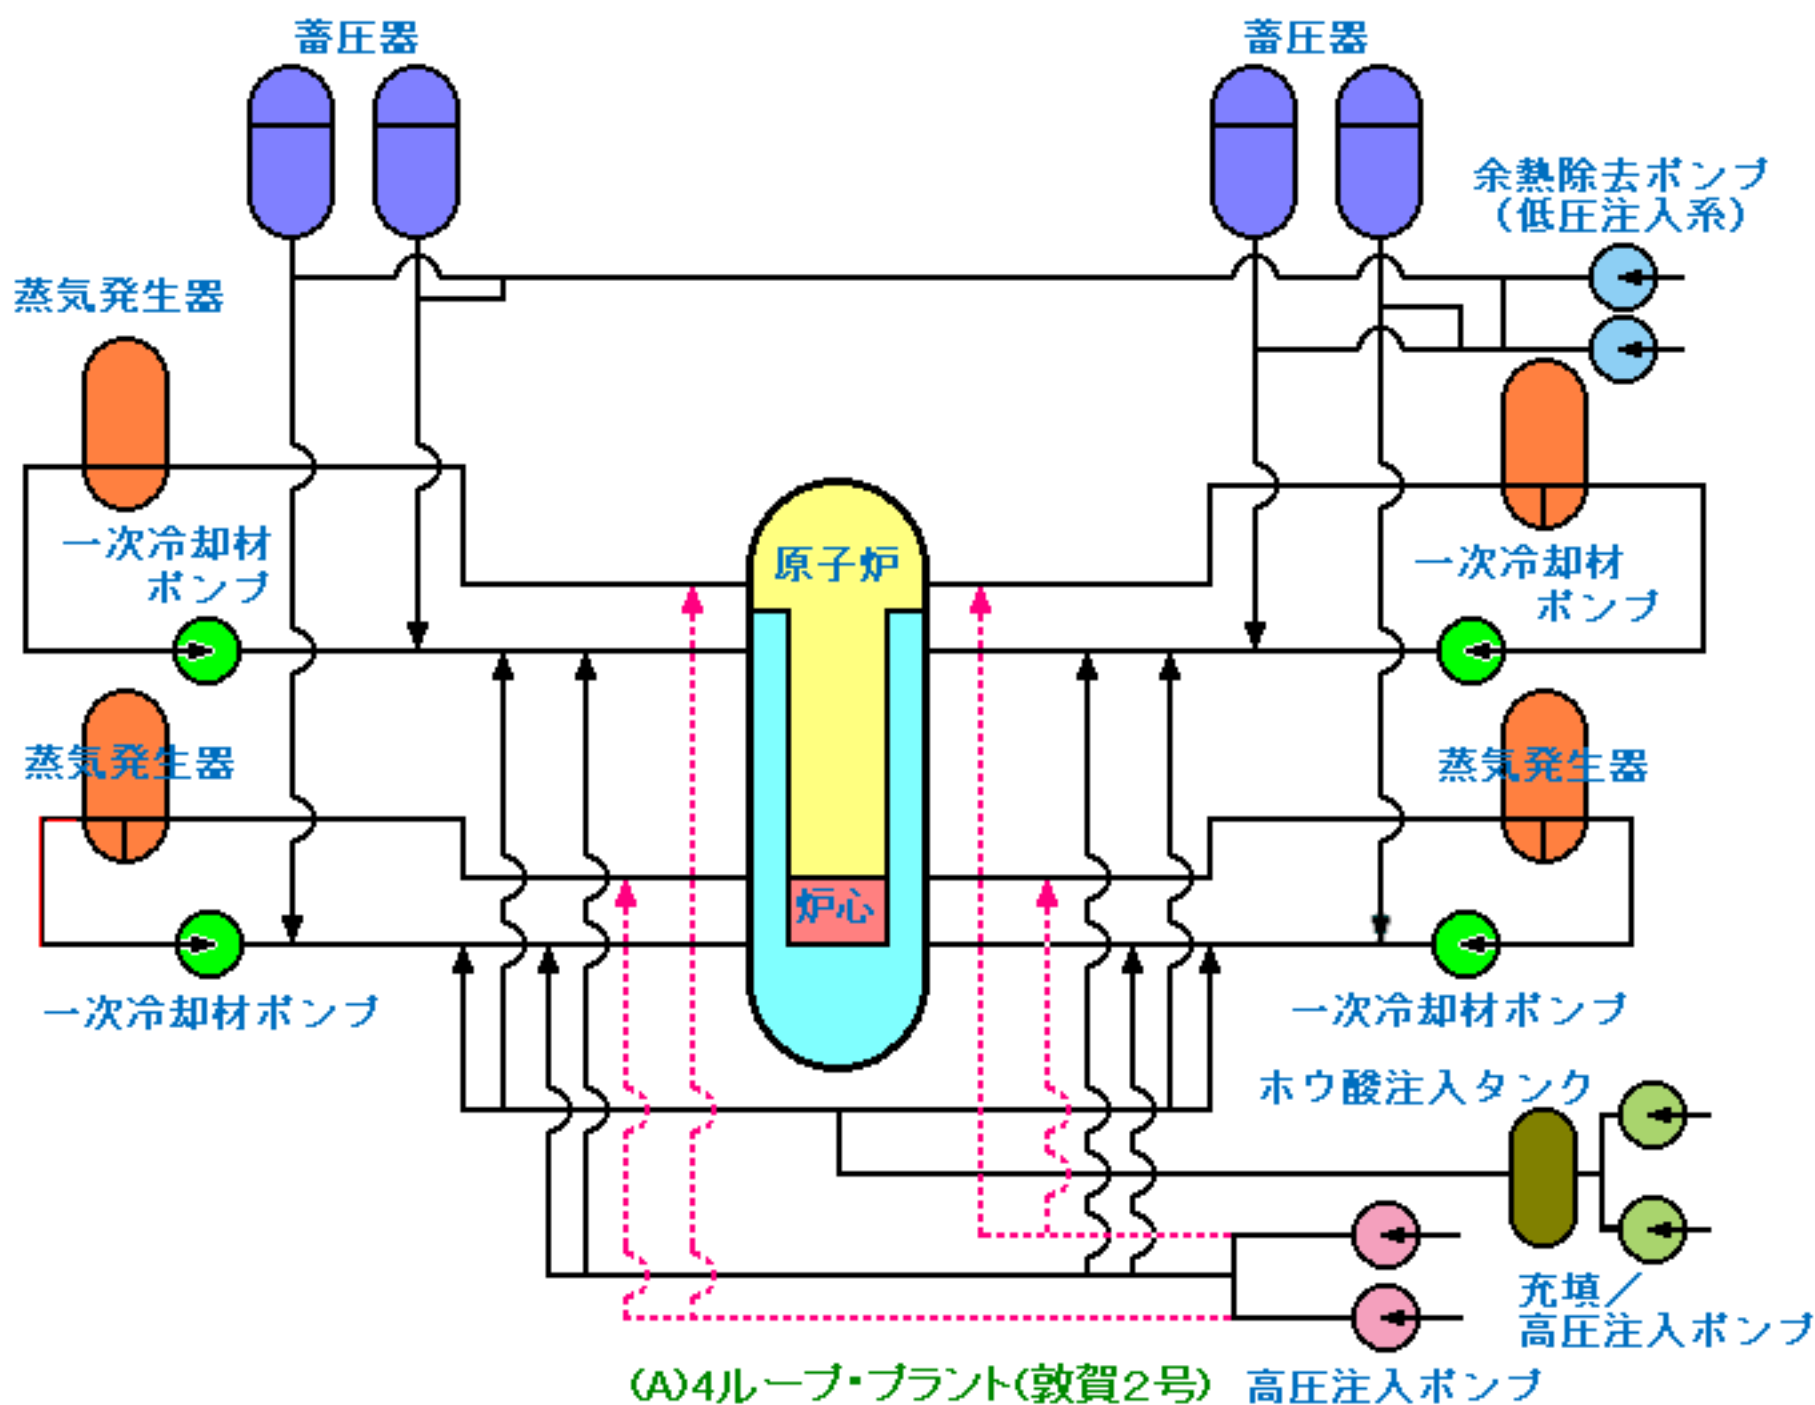 蓄圧器
蓄圧器
余熱除去ポンプ
(低圧注入系)
蒸気発生器
一次冷却材
ポンプ
原子炉
一次冷却材
ポンプ
蒸気発生器
蒸気発生器
炉心
一次冷却材ポンプ
一次冷却材ポンプ
ホウ酸注入タンク
充填/
高圧注入ポンプ
高圧注入ポンプ
(A)4ループ・プラント(敦賀2号)